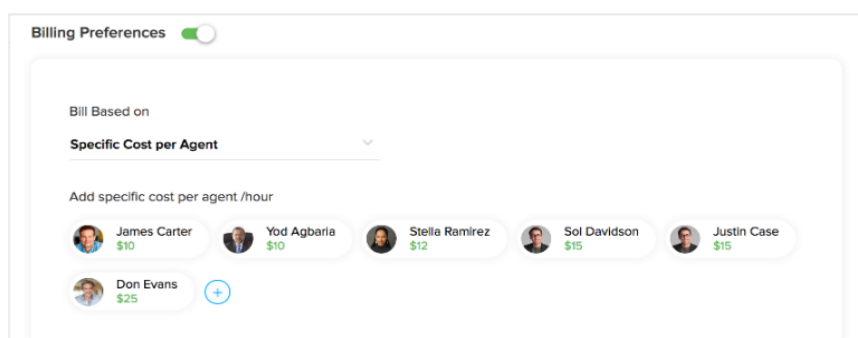 Billing Preferences
Bill Based on
Specific Cost per Agent
Add specific cost per agent /hour
James Carter
$10
Yod Agbaria
$10
Stella Ramirez
$12
Sol Davidson
$15
Justin Case
$15
Don Evans
$25